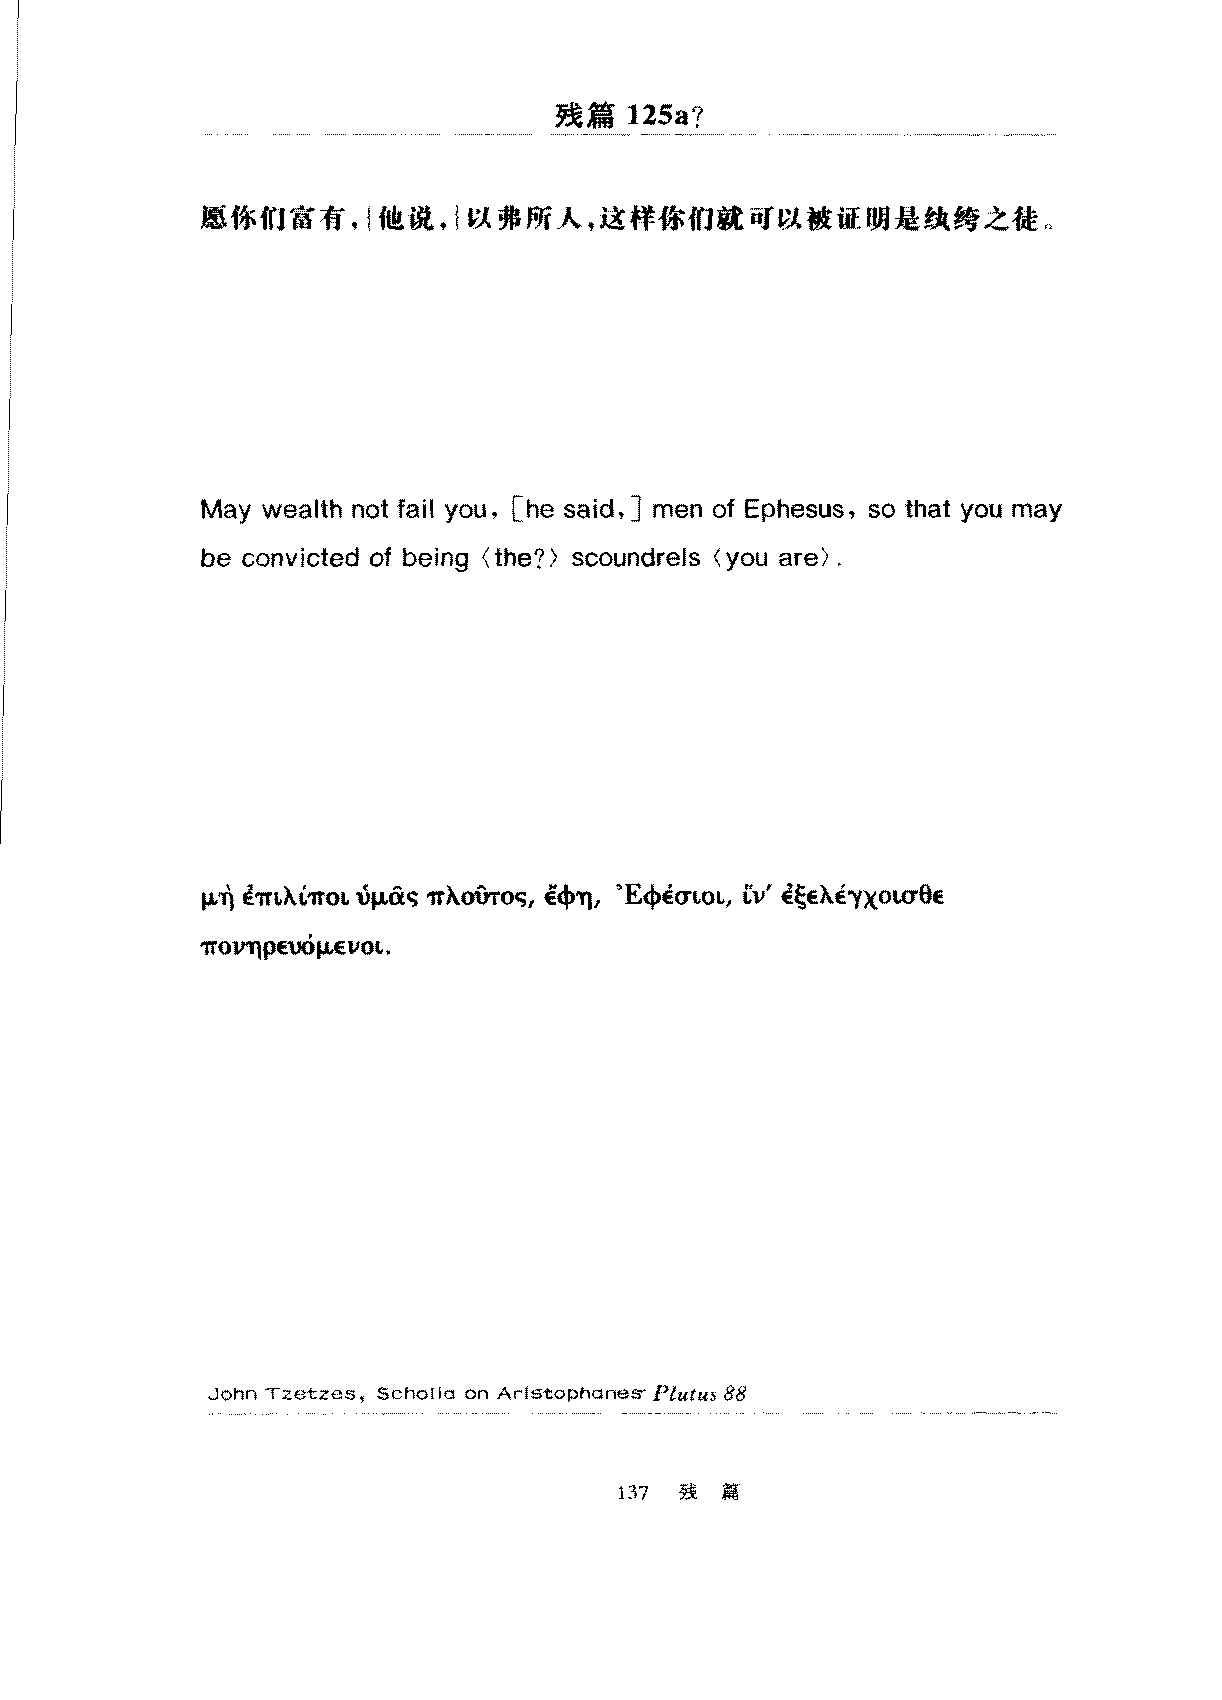 残篇 125a?
愿你们富有,[他说,]以弗所人,这样你们就可以被证明是纨绔之徒。
May wealth not fail you, [he said,] men of Ephesus, so that you may
be convicted of being 〈the?〉 scoundrels 〈you are〉.
μὴ ἐπιλίποι ὑμᾶς πλοῦτος, ἔφη, Ἐφέσιοι, ἵν' ἐξελέγχοισθε
πονηρευόμενοι.
John Tzetzes, Scholia on Aristophanes' Plutus 88
137 残 篇